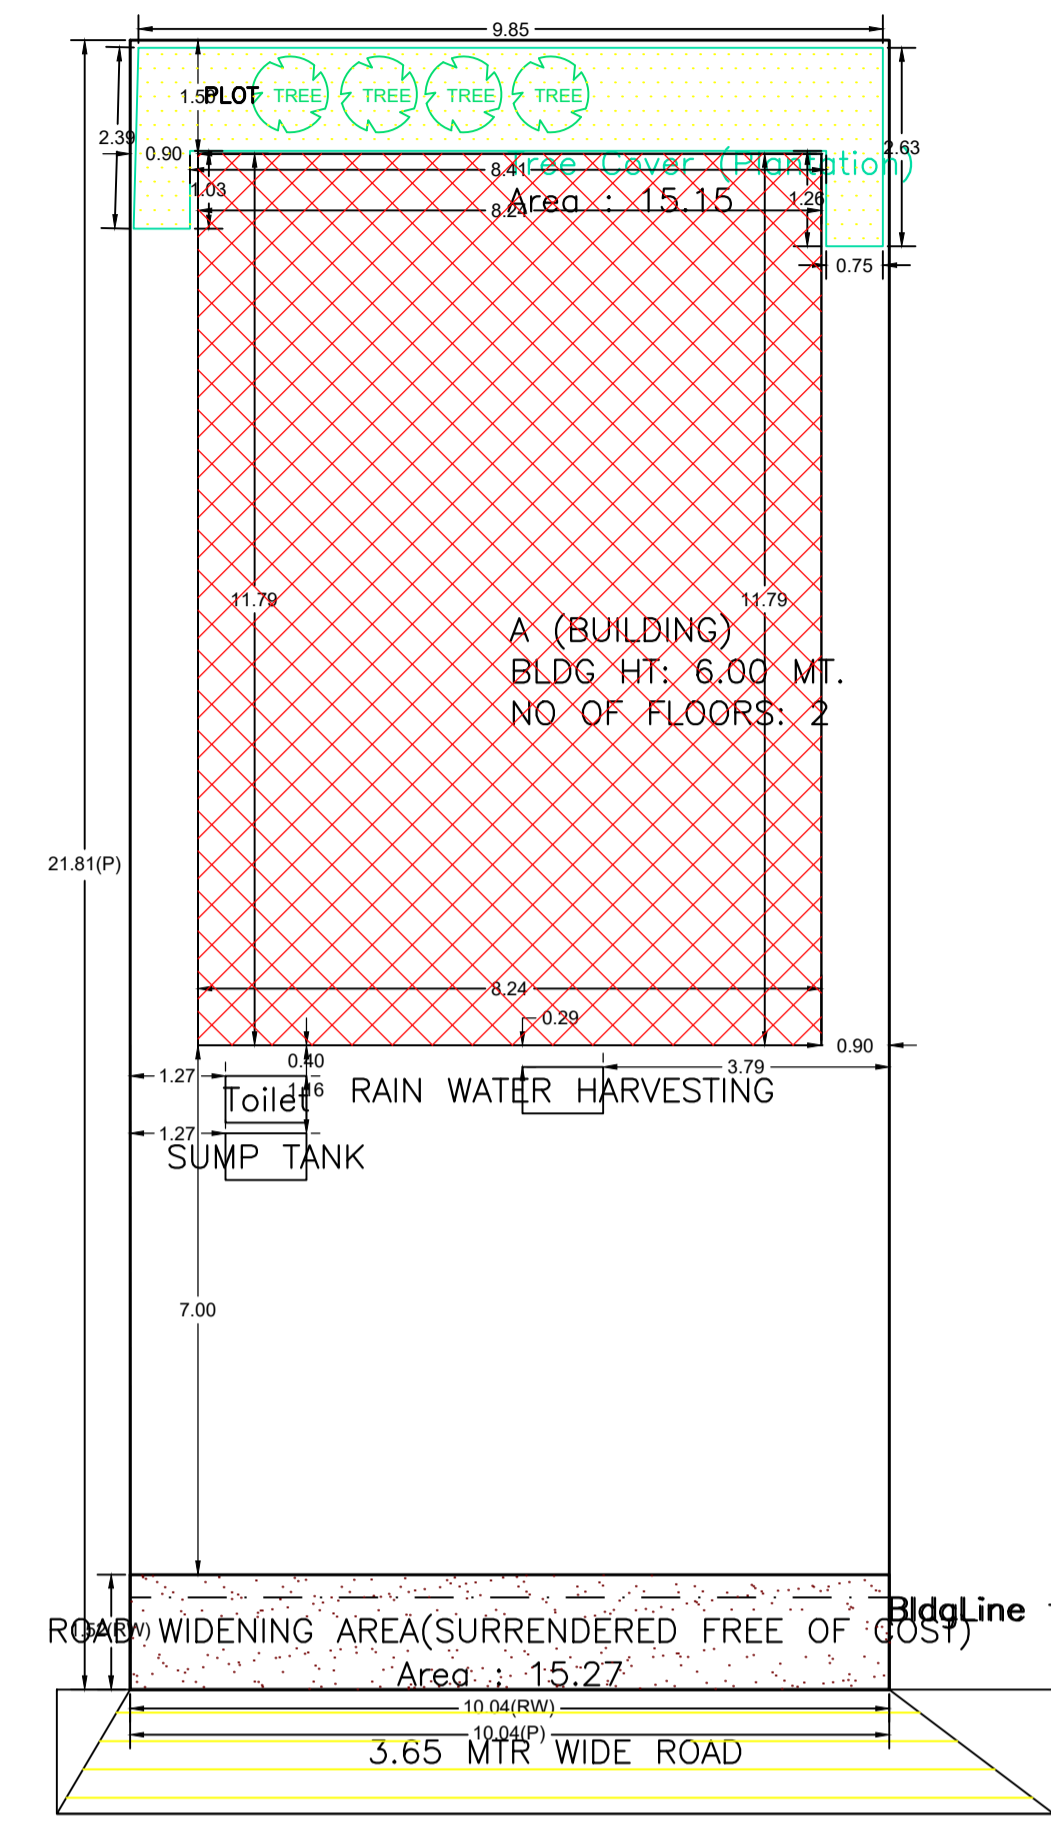 9.85
1.50
PLOT
TREE
TREE
TREE
TREE
2.39
0.90
2.63
Tree Cover (Plantation)
8.41
1.03
Area : 15.15
1.26
8.24
0.75
11.79
11.79
A (BUILDING)
BLDG HT: 6.00 MT.
NO OF FLOORS: 2
21.81(P)
8.24
0.29
0.90
0.40
3.79
1.27
1.16
Toilet
RAIN WATER HARVESTING
1.27
SUMP TANK
7.00
BldgLine
ROAD WIDENING AREA(SURRENDERED FREE OF COST)
Area : 15.27
10.04(RW)
10.04(P)
3.65 MTR WIDE ROAD